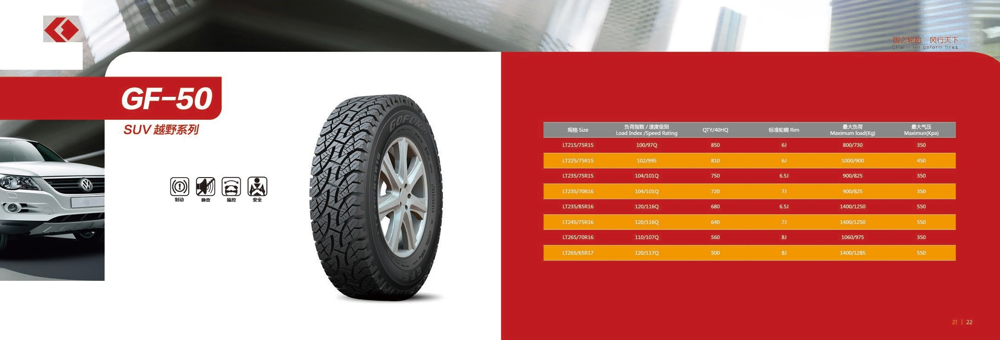 国之轮胎 风行天下
Charm for goform tires
GF-50
SUV 越野系列
制动 静音 操控 安全
GOFORM
规格 Size 负荷指数 / 速度级别 Load Index /Speed Rating QTY/40HQ 标准轮辋 Rim 最大负荷 Maximum load(Kg) 最大气压 Maximun(Kpa)
LT215/75R15 100/97Q 850 6J 800/730 350
LT225/75R15 102/99S 810 6J 1000/900 450
LT235/75R15 104/101Q 750 6.5J 900/825 350
LT235/70R16 104/101Q 720 7J 900/825 350
LT235/85R16 120/116Q 680 6.5J 1400/1250 550
LT245/75R16 120/116Q 640 7J 1400/1250 550
LT265/70R16 110/107Q 560 8J 1060/975 350
LT265/65R17 120/117Q 500 8J 1400/1285 550
21 | 22